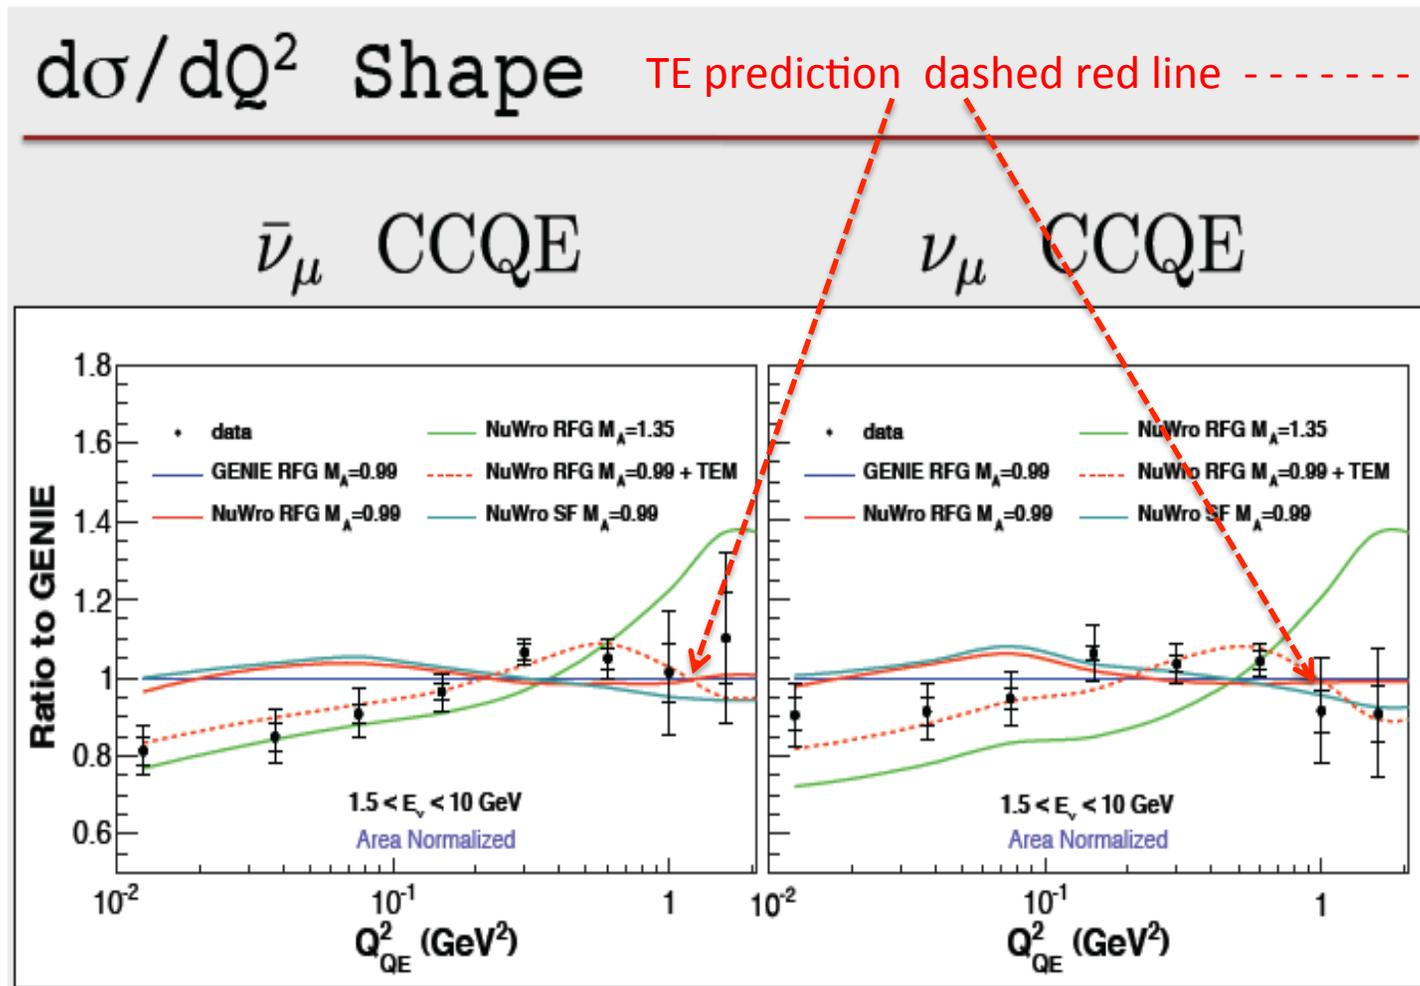 dσ/dQ² Shape TE prediction dashed red line - - - - - - -
ν̄μ CCQE
νμ CCQE
Ratio to GENIE
1.8
1.6
1.4
1.2
1
0.8
0.6
data
GENIE RFG M_A=0.99
NuWro RFG M_A=0.99
NuWro RFG M_A=1.35
NuWro RFG M_A=0.99 + TEM
NuWro SF M_A=0.99
1.5 < E_ν < 10 GeV
Area Normalized
10⁻² 10⁻¹ 1
Q²_QE (GeV²)
data
GENIE RFG M_A=0.99
NuWro RFG M_A=0.99
NuWro RFG M_A=1.35
NuWro RFG M_A=0.99 + TEM
NuWro SF M_A=0.99
1.5 < E_ν < 10 GeV
Area Normalized
10⁻² 10⁻¹ 1
Q²_QE (GeV²)